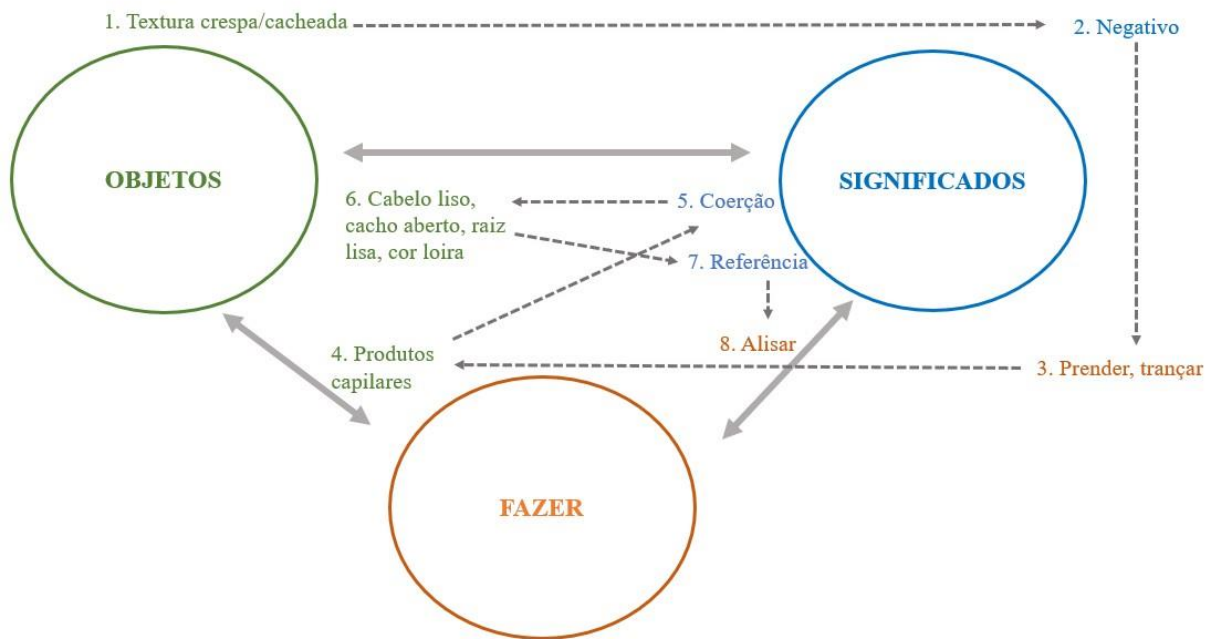 1. Textura crespa/cacheada
2. Negativo
OBJETOS
SIGNIFICADOS
6. Cabelo liso,
cacho aberto, raiz
lisa, cor loira
5. Coerção
7. Referência
4. Produtos
capilares
8. Alisar
3. Prender, trançar
FAZER